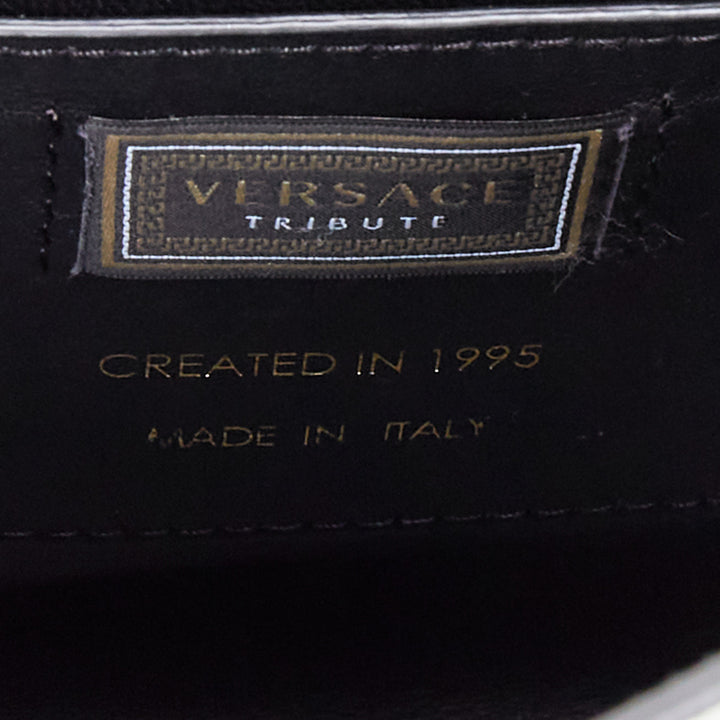 VERSACE
TRIBUTE
CREATED IN 1995
MADE IN ITALY